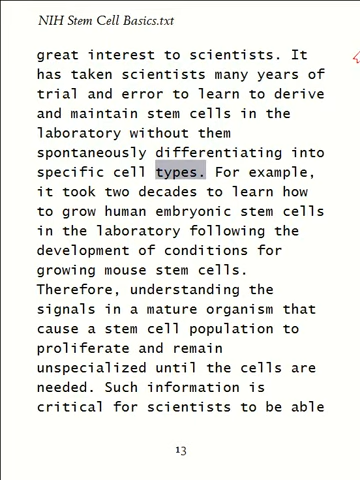 NIH Stem Cell Basics.txt
great interest to scientists. It
has taken scientists many years of
trial and error to learn to derive
and maintain stem cells in the
laboratory without them
spontaneously differentiating into
specific cell types. For example,
it took two decades to learn how
to grow human embryonic stem cells
in the laboratory following the
development of conditions for
growing mouse stem cells.
Therefore, understanding the
signals in a mature organism that
cause a stem cell population to
proliferate and remain
unspecialized until the cells are
needed. Such information is
critical for scientists to be able
13